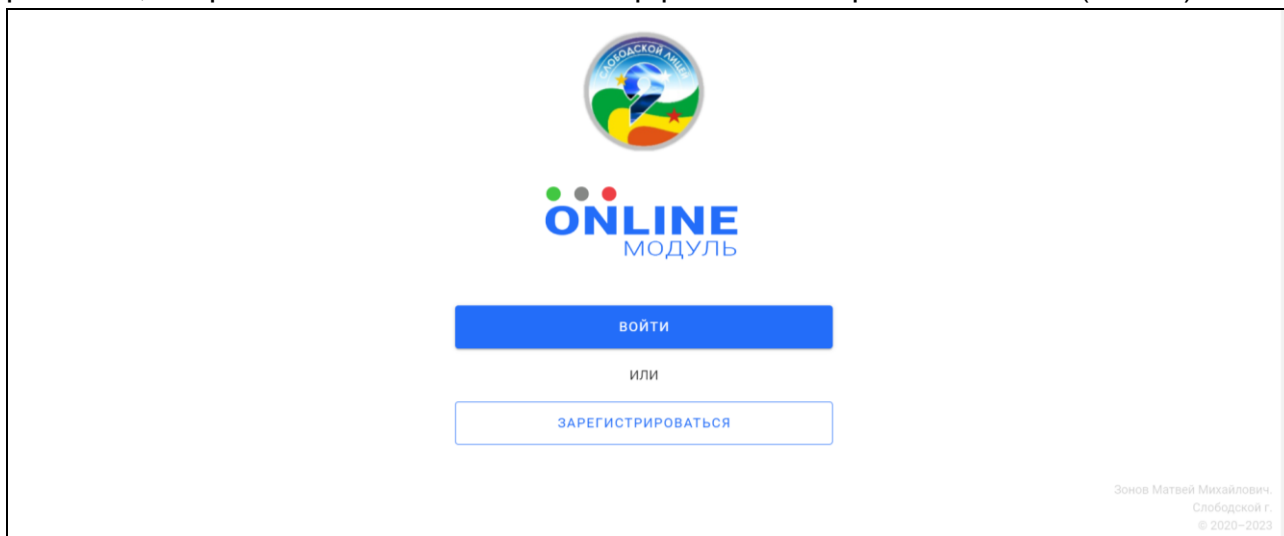 СЛОБОДСКОЙ ЛИЦЕЙ
ONLINE
МОДУЛЬ
ВОЙТИ
ИЛИ
ЗАРЕГИСТРИРОВАТЬСЯ
Зонов Матвей Михайлович.
Слободской г.
© 2020–2023